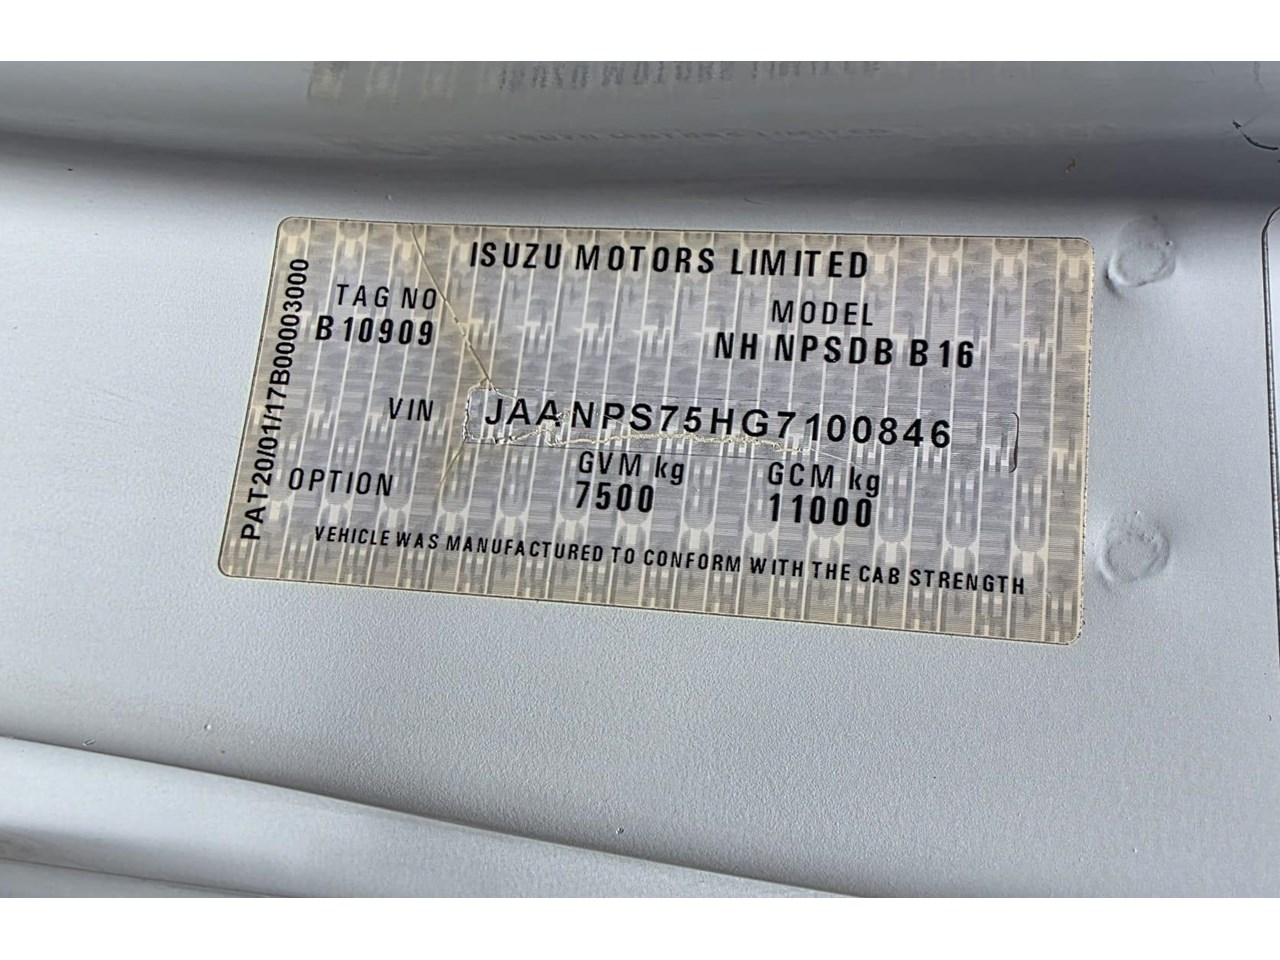 ISUZU MOTORS LIMITED
TAG NO
B10909
MODEL
NH NPSDB B16
VIN
JAANPS75HG7100846
GVM kg
7500
GCM kg
11000
OPTION
VEHICLE WAS MANUFACTURED TO CONFORM WITH THE CAB STRENGTH
PAT20/01/17B00003000